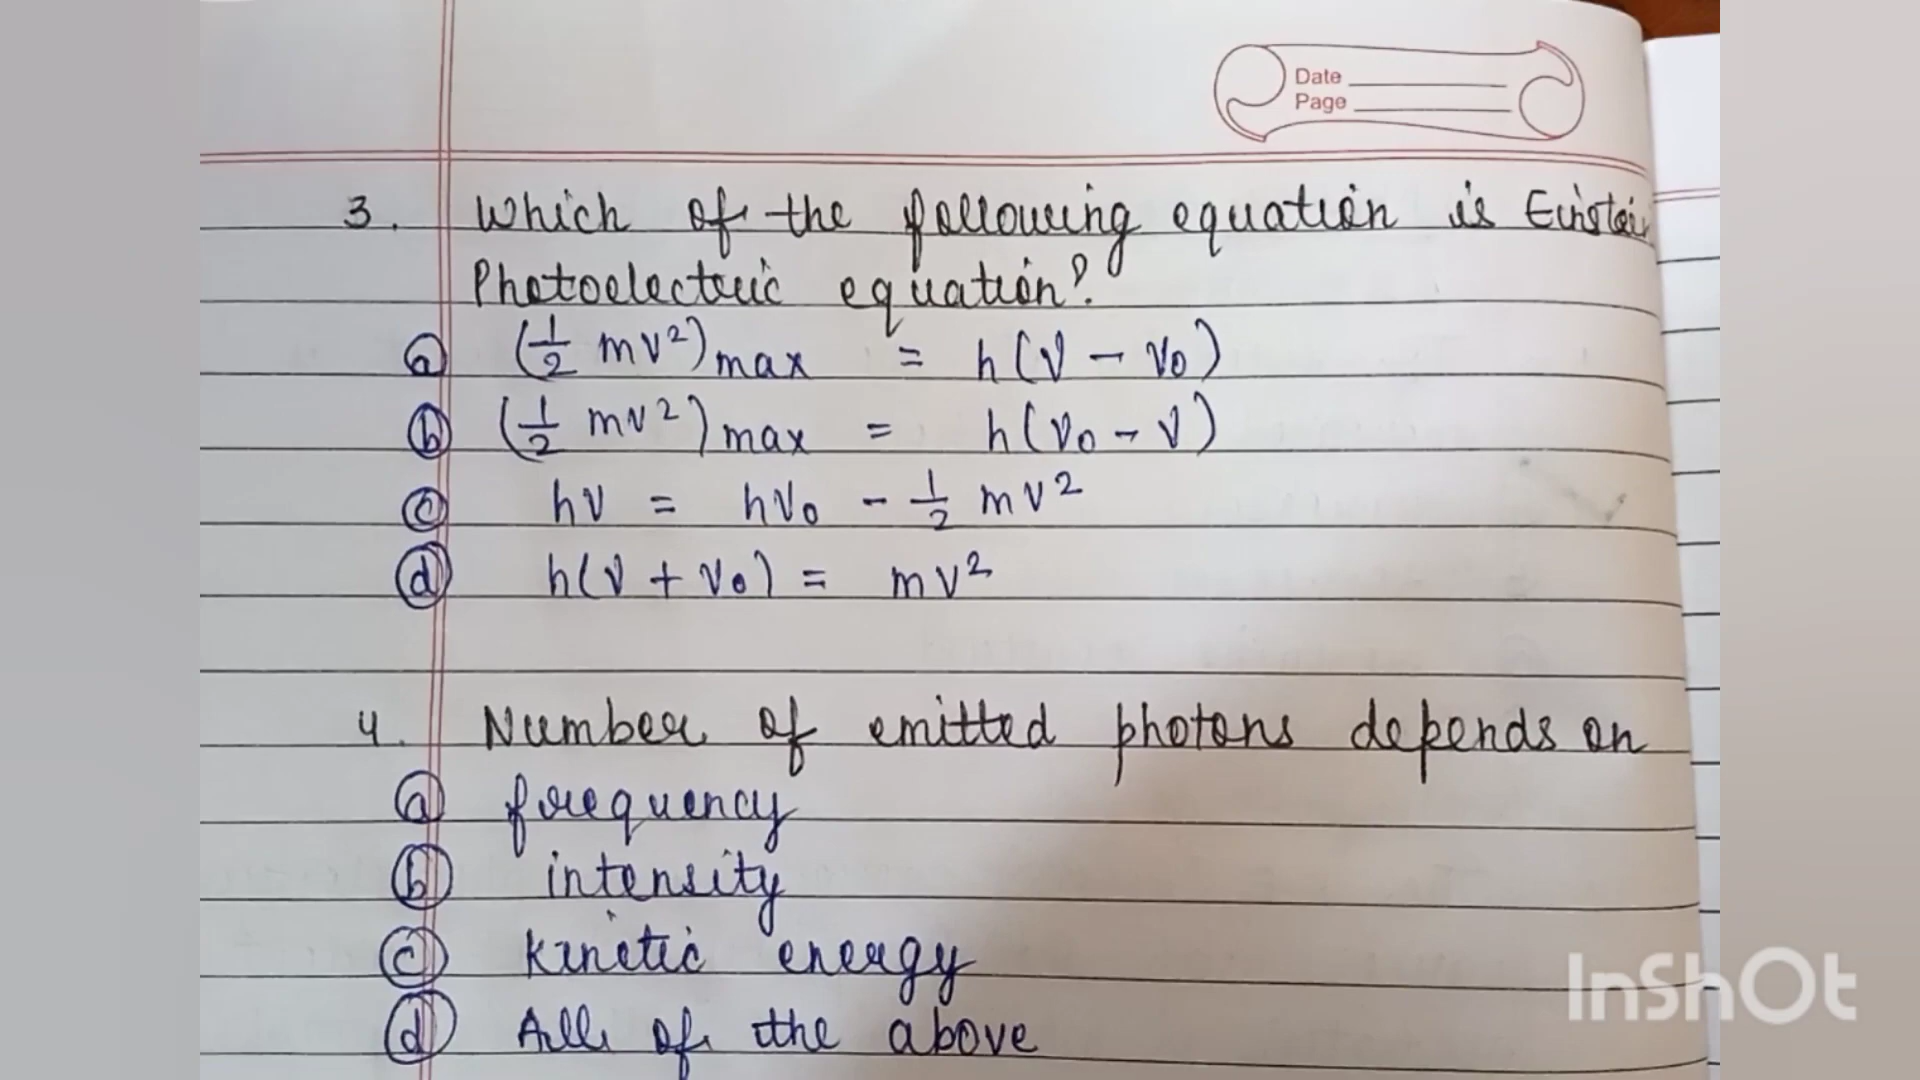 Date
Page
3. Which of the following equation is Einstein
Photoelectric equation?
(a) (1/2 mv²)max = h(ν - ν₀)
(b) (1/2 mv²)max = h(ν₀ - ν)
(c) hν = hν₀ - 1/2 mv²
(d) h(ν + ν₀) = mv²
4. Number of emitted photons depends on
(a) frequency
(b) intensity
(c) kinetic energy
(d) All of the above
InShOt